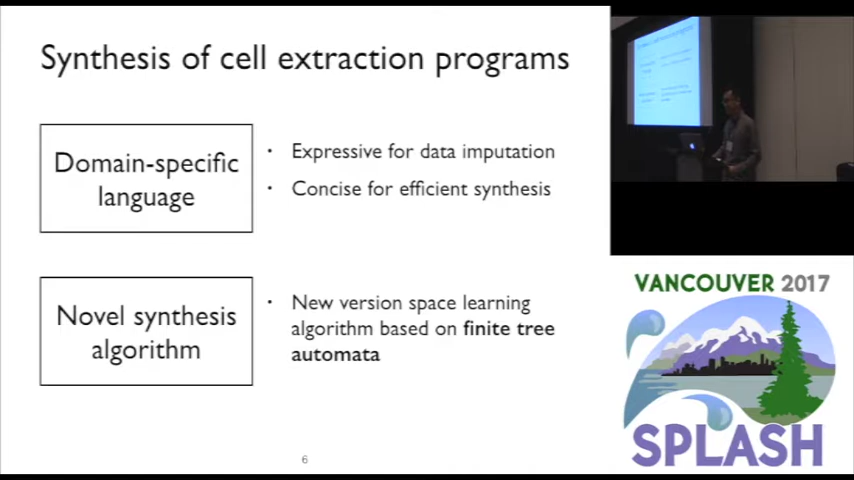 Synthesis of cell extraction programs
Domain-specific
language
• Expressive for data imputation
• Concise for efficient synthesis
Novel synthesis
algorithm
• New version space learning
algorithm based on finite tree
automata
6
VANCOUVER 2017
SPLASH